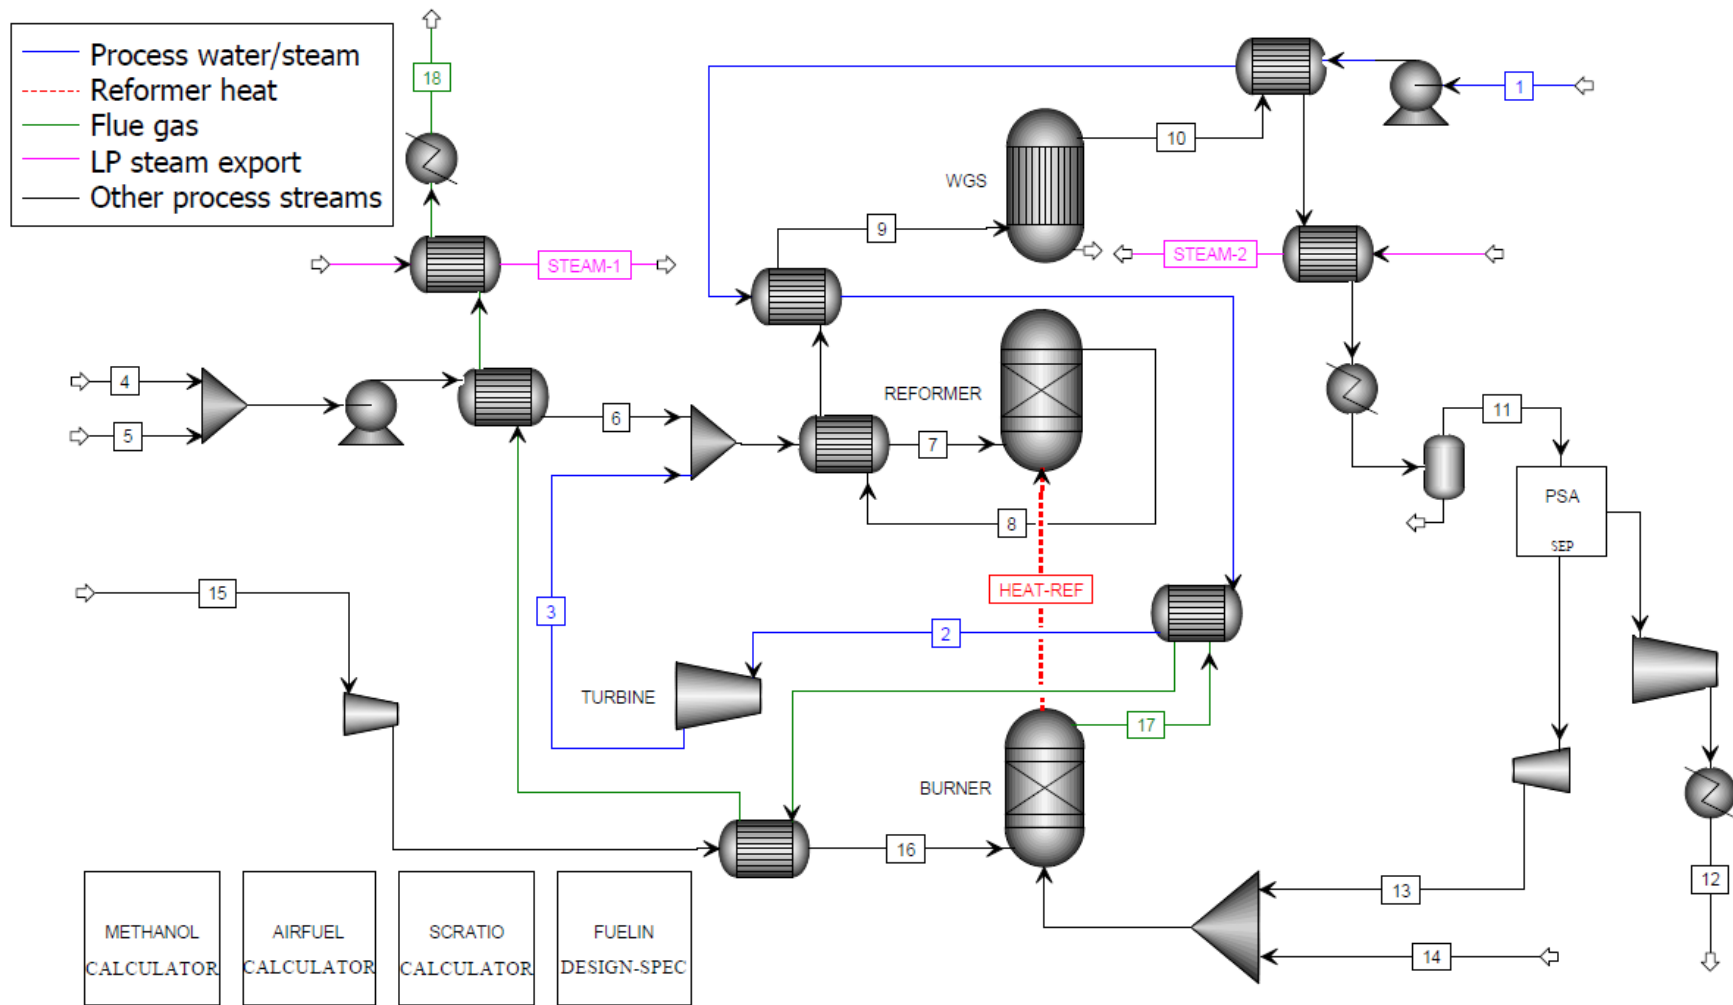 Process water/steam
Reformer heat
Flue gas
LP steam export
Other process streams
18
1
10
WGS
9
STEAM-1
STEAM-2
4
5
6
REFORMER
7
8
11
PSA
SEP
15
3
HEAT-REF
2
TURBINE
17
BURNER
16
13
12
14
METHANOL
CALCULATOR
AIRFUEL
CALCULATOR
SCRATIO
CALCULATOR
FUELIN
DESIGN-SPEC